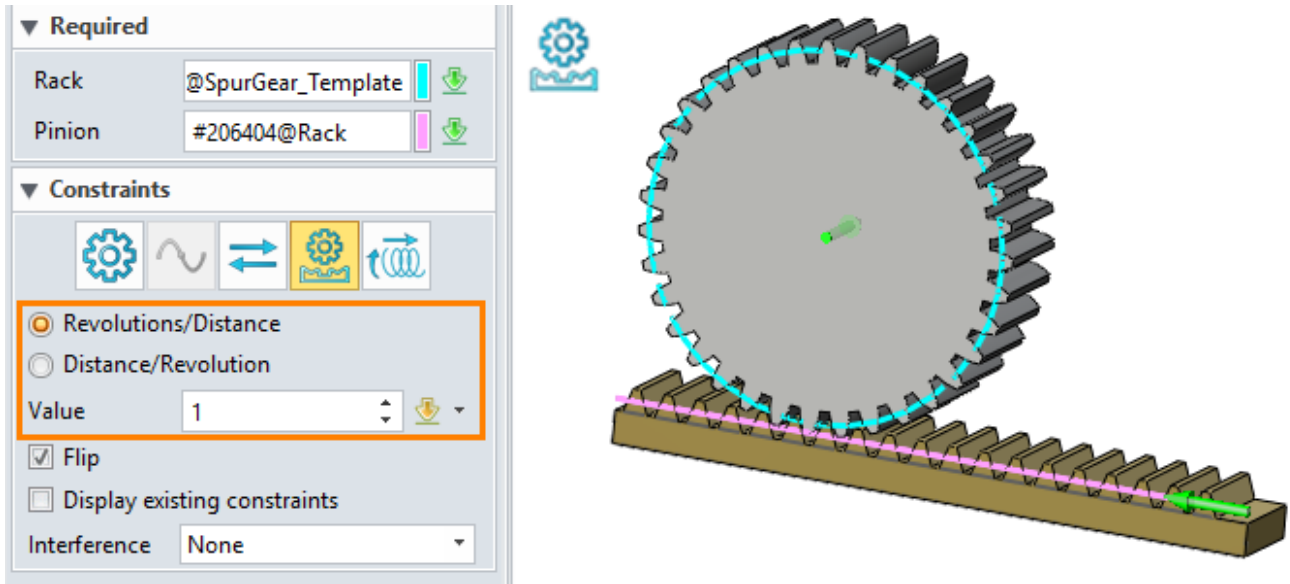 Required
Rack @SpurGear_Template
Pinion #206404@Rack
Constraints
Revolutions/Distance
Distance/Revolution
Value 1
Flip
Display existing constraints
Interference None